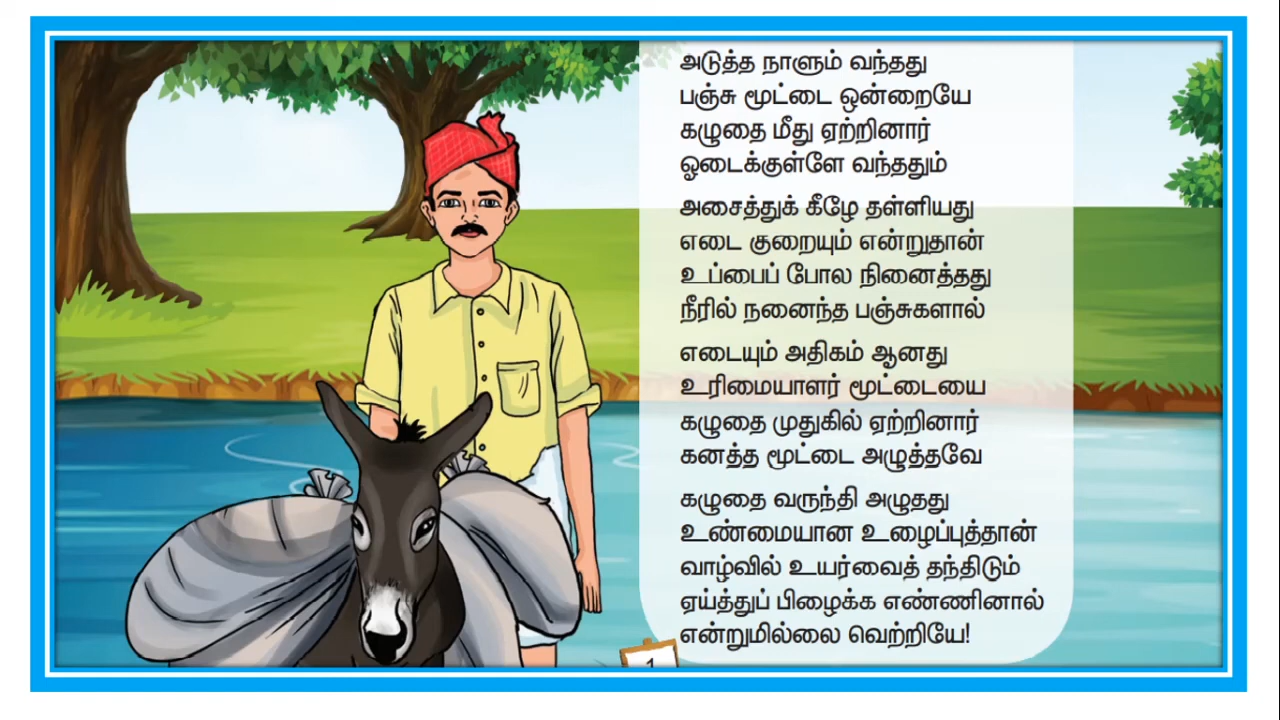 அடுத்த நாளும் வந்தது
பஞ்சு மூட்டை ஒன்றையே
கழுதை மீது ஏற்றினார்
ஓடைக்குள்ளே வந்ததும்
அசைத்துக் கீழே தள்ளியது
எடை குறையும் என்றுதான்
உப்பைப் போல நினைத்தது
நீரில் நனைந்த பஞ்சுகளால்
எடையும் அதிகம் ஆனது
உரிமையாளர் மூட்டையை
கழுதை முதுகில் ஏற்றினார்
கனத்த மூட்டை அழுத்தவே
கழுதை வருந்தி அழுதது
உண்மையான உழைப்புத்தான்
வாழ்வில் உயர்வைத் தந்திடும்
ஏய்த்துப் பிழைக்க எண்ணினால்
என்றுமில்லை வெற்றியே!
1